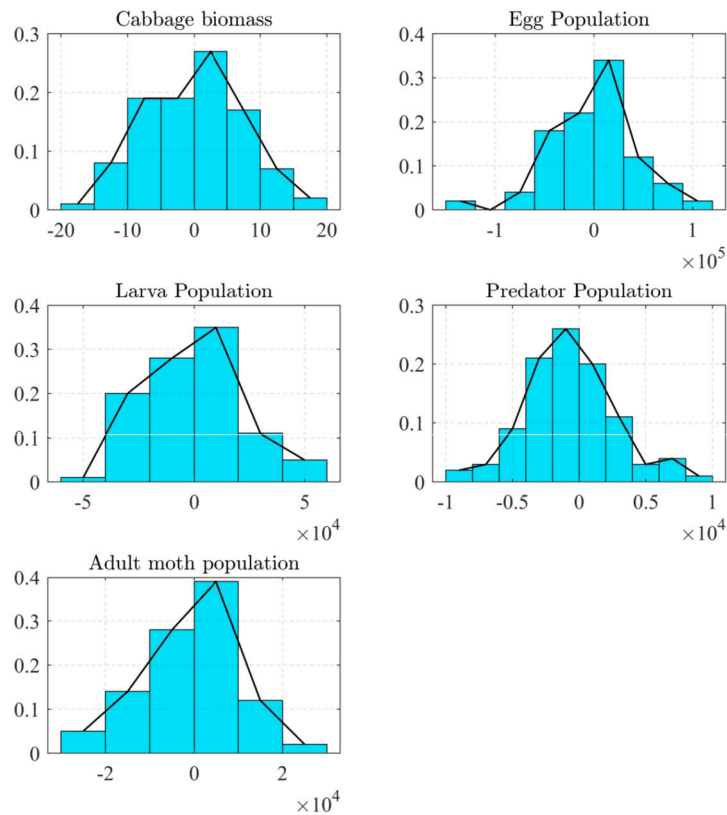 Cabbage biomass
0.3
0.2
0.1
0
-20 -10 0 10 20
Egg Population
0.4
0.3
0.2
0.1
0
-1 0 1
×10^5
Larva Population
0.4
0.3
0.2
0.1
0
-5 0 5
×10^4
Predator Population
0.3
0.2
0.1
0
-1 -0.5 0 0.5 1
×10^4
Adult moth population
0.4
0.3
0.2
0.1
0
-2 0 2
×10^4